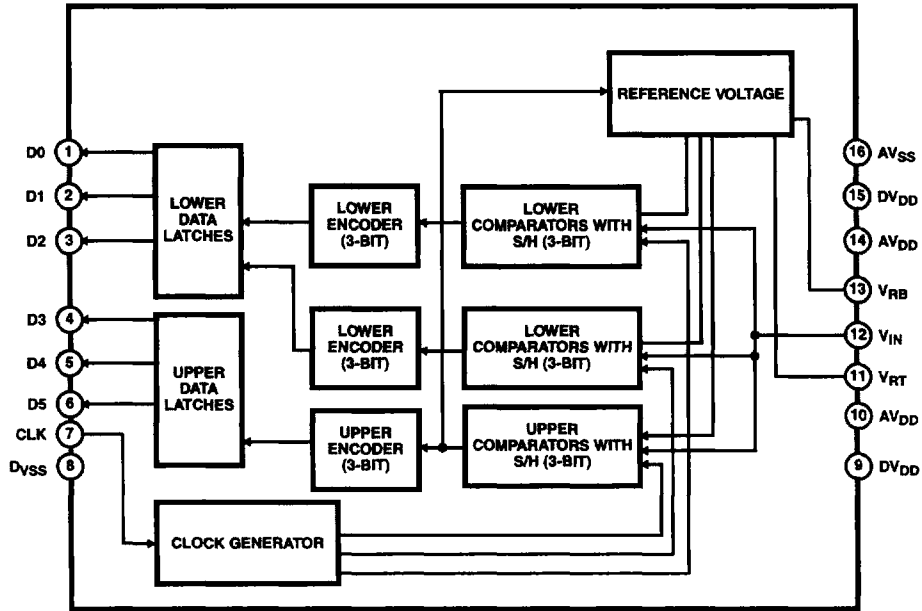 REFERENCE VOLTAGE
D0 1
D1 2
D2 3
D3 4
D4 5
D5 6
CLK 7
DVSS 8
LOWER
DATA
LATCHES
UPPER
DATA
LATCHES
LOWER
ENCODER
(3-BIT)
LOWER
ENCODER
(3-BIT)
UPPER
ENCODER
(3-BIT)
LOWER
COMPARATORS WITH
S/H (3-BIT)
LOWER
COMPARATORS WITH
S/H (3-BIT)
UPPER
COMPARATORS WITH
S/H (3-BIT)
CLOCK GENERATOR
16 AVSS
15 DVDD
14 AVDD
13 VRB
12 VIN
11 VRT
10 AVDD
9 DVDD